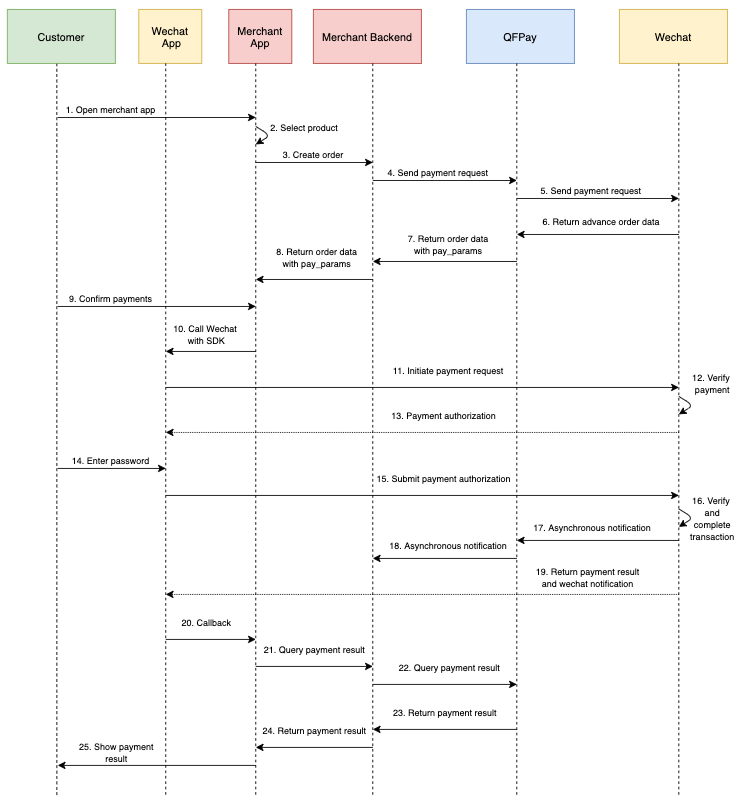 Customer
Wechat
App
Merchant
App
Merchant Backend
QFPay
Wechat
1. Open merchant app
2. Select product
3. Create order
4. Send payment request
5. Send payment request
6. Return advance order data
7. Return order data
with pay_params
8. Return order data
with pay_params
9. Confirm payments
10. Call Wechat
with SDK
11. Initiate payment request
12. Verify
payment
13. Payment authorization
14. Enter password
15. Submit payment authorization
16. Verify
and
complete
transaction
17. Asynchronous notification
18. Asynchronous notification
19. Return payment result
and wechat notification
20. Callback
21. Query payment result
22. Query payment result
23. Return payment result
24. Return payment result
25. Show payment
result